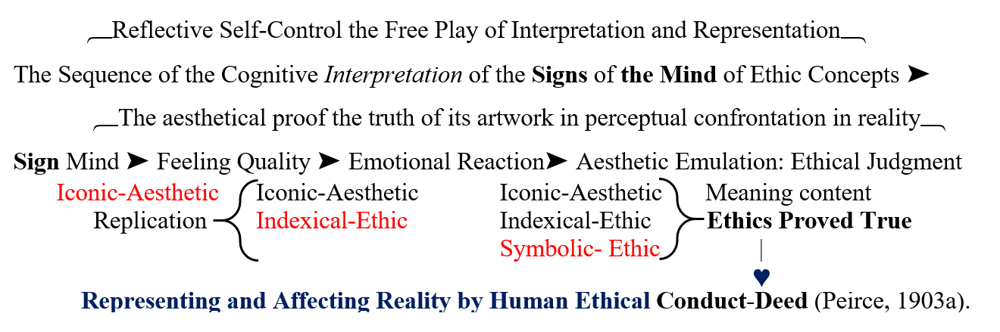 Reflective Self-Control the Free Play of Interpretation and Representation
The Sequence of the Cognitive Interpretation of the Signs of the Mind of Ethic Concepts ➤
The aesthetical proof the truth of its artwork in perceptual confrontation in reality
Sign Mind ➤ Feeling Quality ➤ Emotional Reaction➤ Aesthetic Emulation: Ethical Judgment
Iconic-Aesthetic Iconic-Aesthetic Iconic-Aesthetic Meaning content
Replication Indexical-Ethic Indexical-Ethic Ethics Proved True
Symbolic- Ethic
Representing and Affecting Reality by Human Ethical Conduct-Deed (Peirce, 1903a).